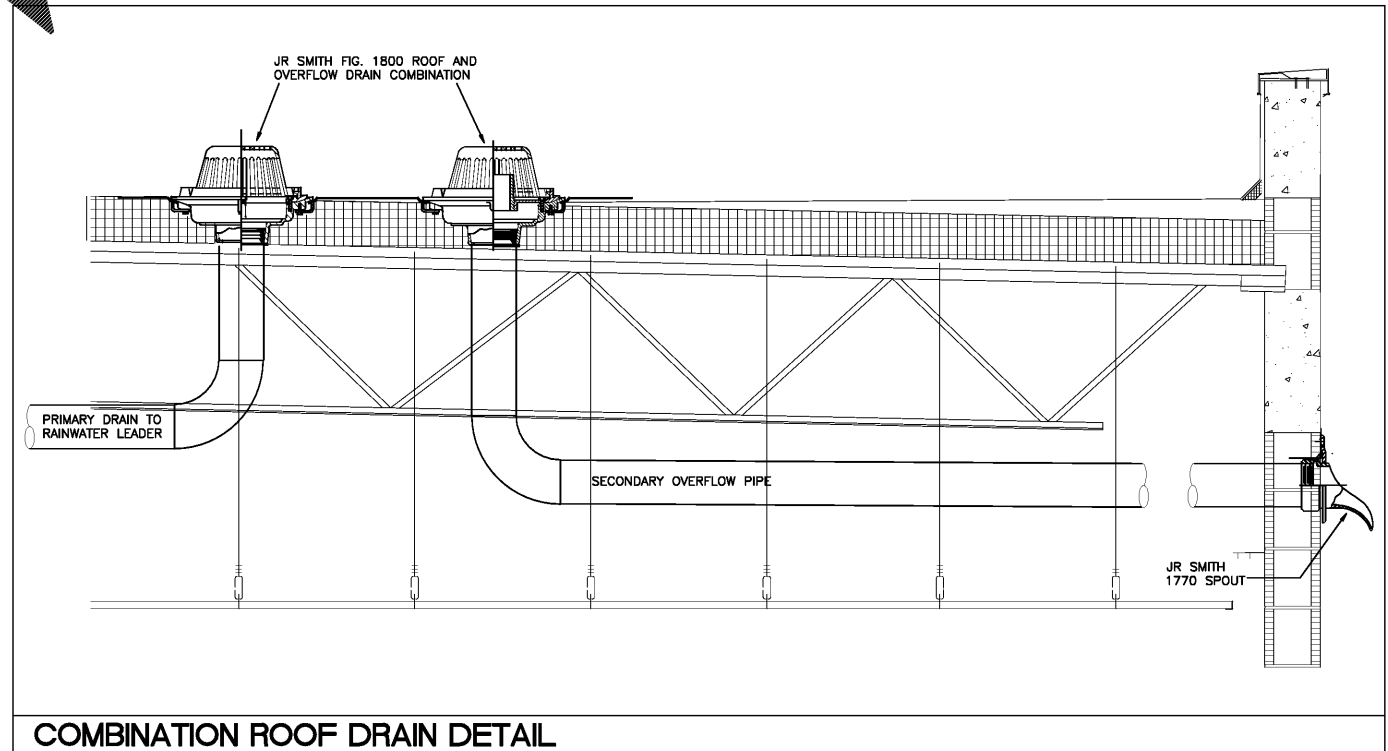 JR SMITH FIG. 1800 ROOF AND
OVERFLOW DRAIN COMBINATION
PRIMARY DRAIN TO
RAINWATER LEADER
SECONDARY OVERFLOW PIPE
JR SMITH
1770 SPOUT
COMBINATION ROOF DRAIN DETAIL